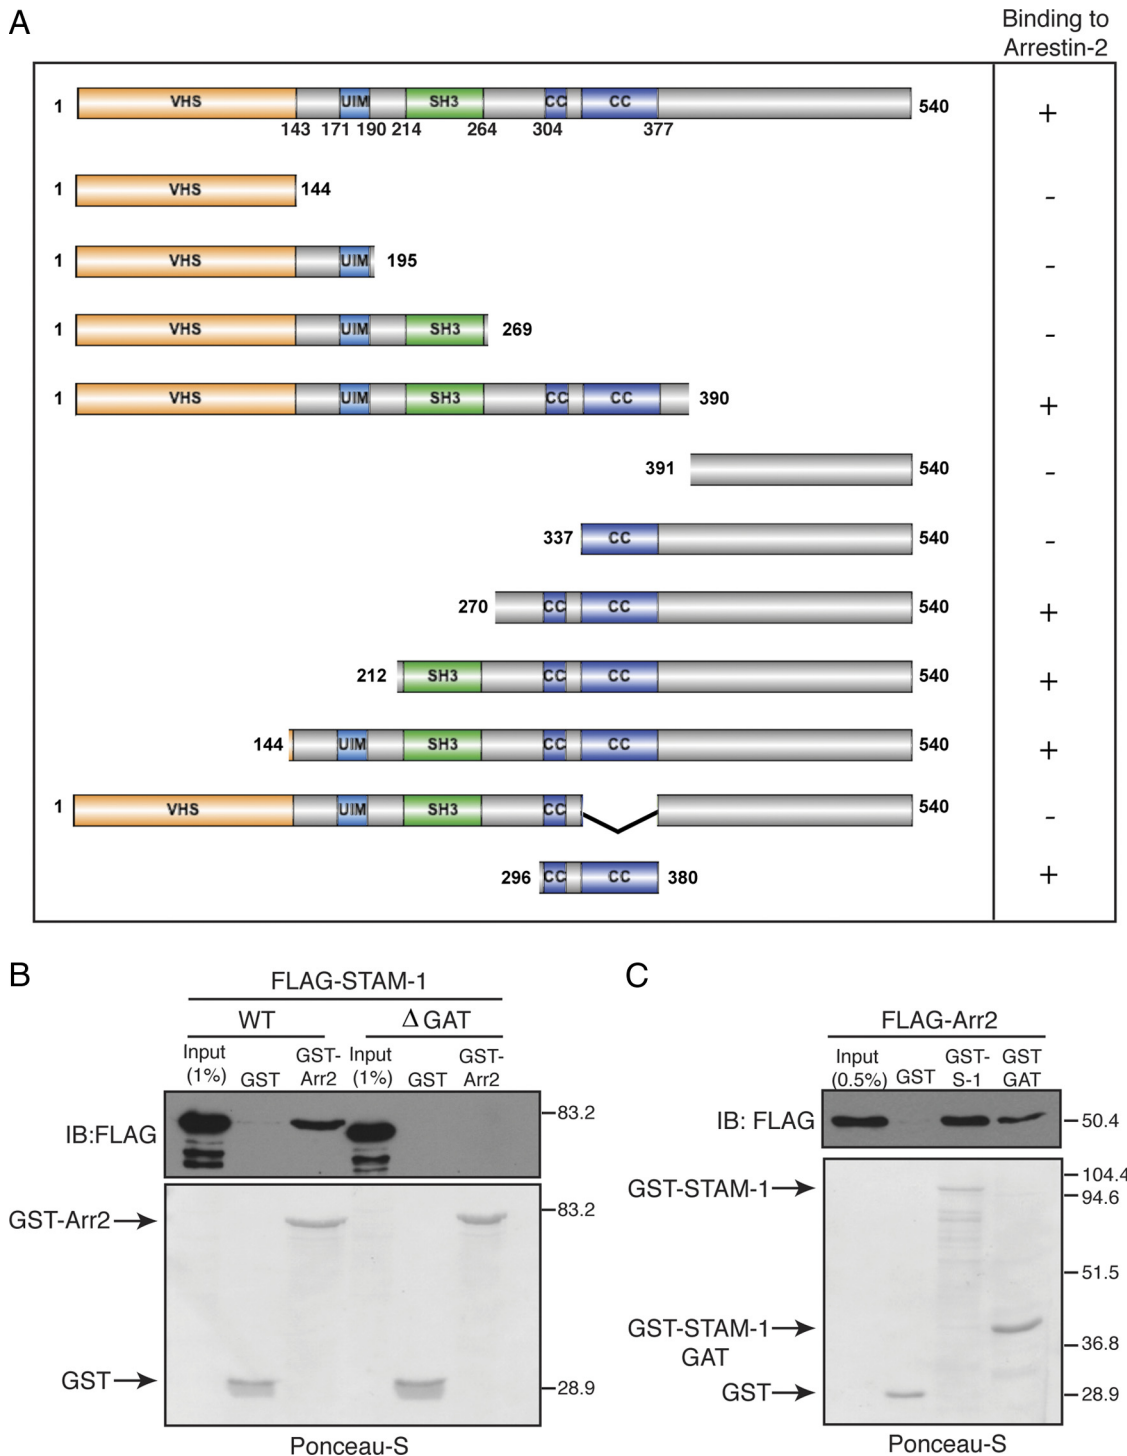 A
Binding to
Arrestin-2
1 VHS UIM SH3 CC CC 540 +
143 171 190 214 264 304 377
1 VHS 144 -
1 VHS UIM 195 -
1 VHS UIM SH3 269 -
1 VHS UIM SH3 CC CC 390 +
391 540 -
337 CC 540 -
270 CC CC 540 +
212 SH3 CC CC 540 +
144 UIM SH3 CC CC 540 +
1 VHS UIM SH3 CC 540 -
296 CC CC 380 +
B
FLAG-STAM-1
WT Δ GAT
Input (1%) GST GST-Arr2 Input (1%) GST GST-Arr2
IB:FLAG
83.2
GST-Arr2
83.2
GST
28.9
Ponceau-S
C
FLAG-Arr2
Input (0.5%) GST GST-S-1 GST GAT
IB: FLAG
50.4
GST-STAM-1
104.4
94.6
51.5
GST-STAM-1
GAT
36.8
GST
28.9
Ponceau-S